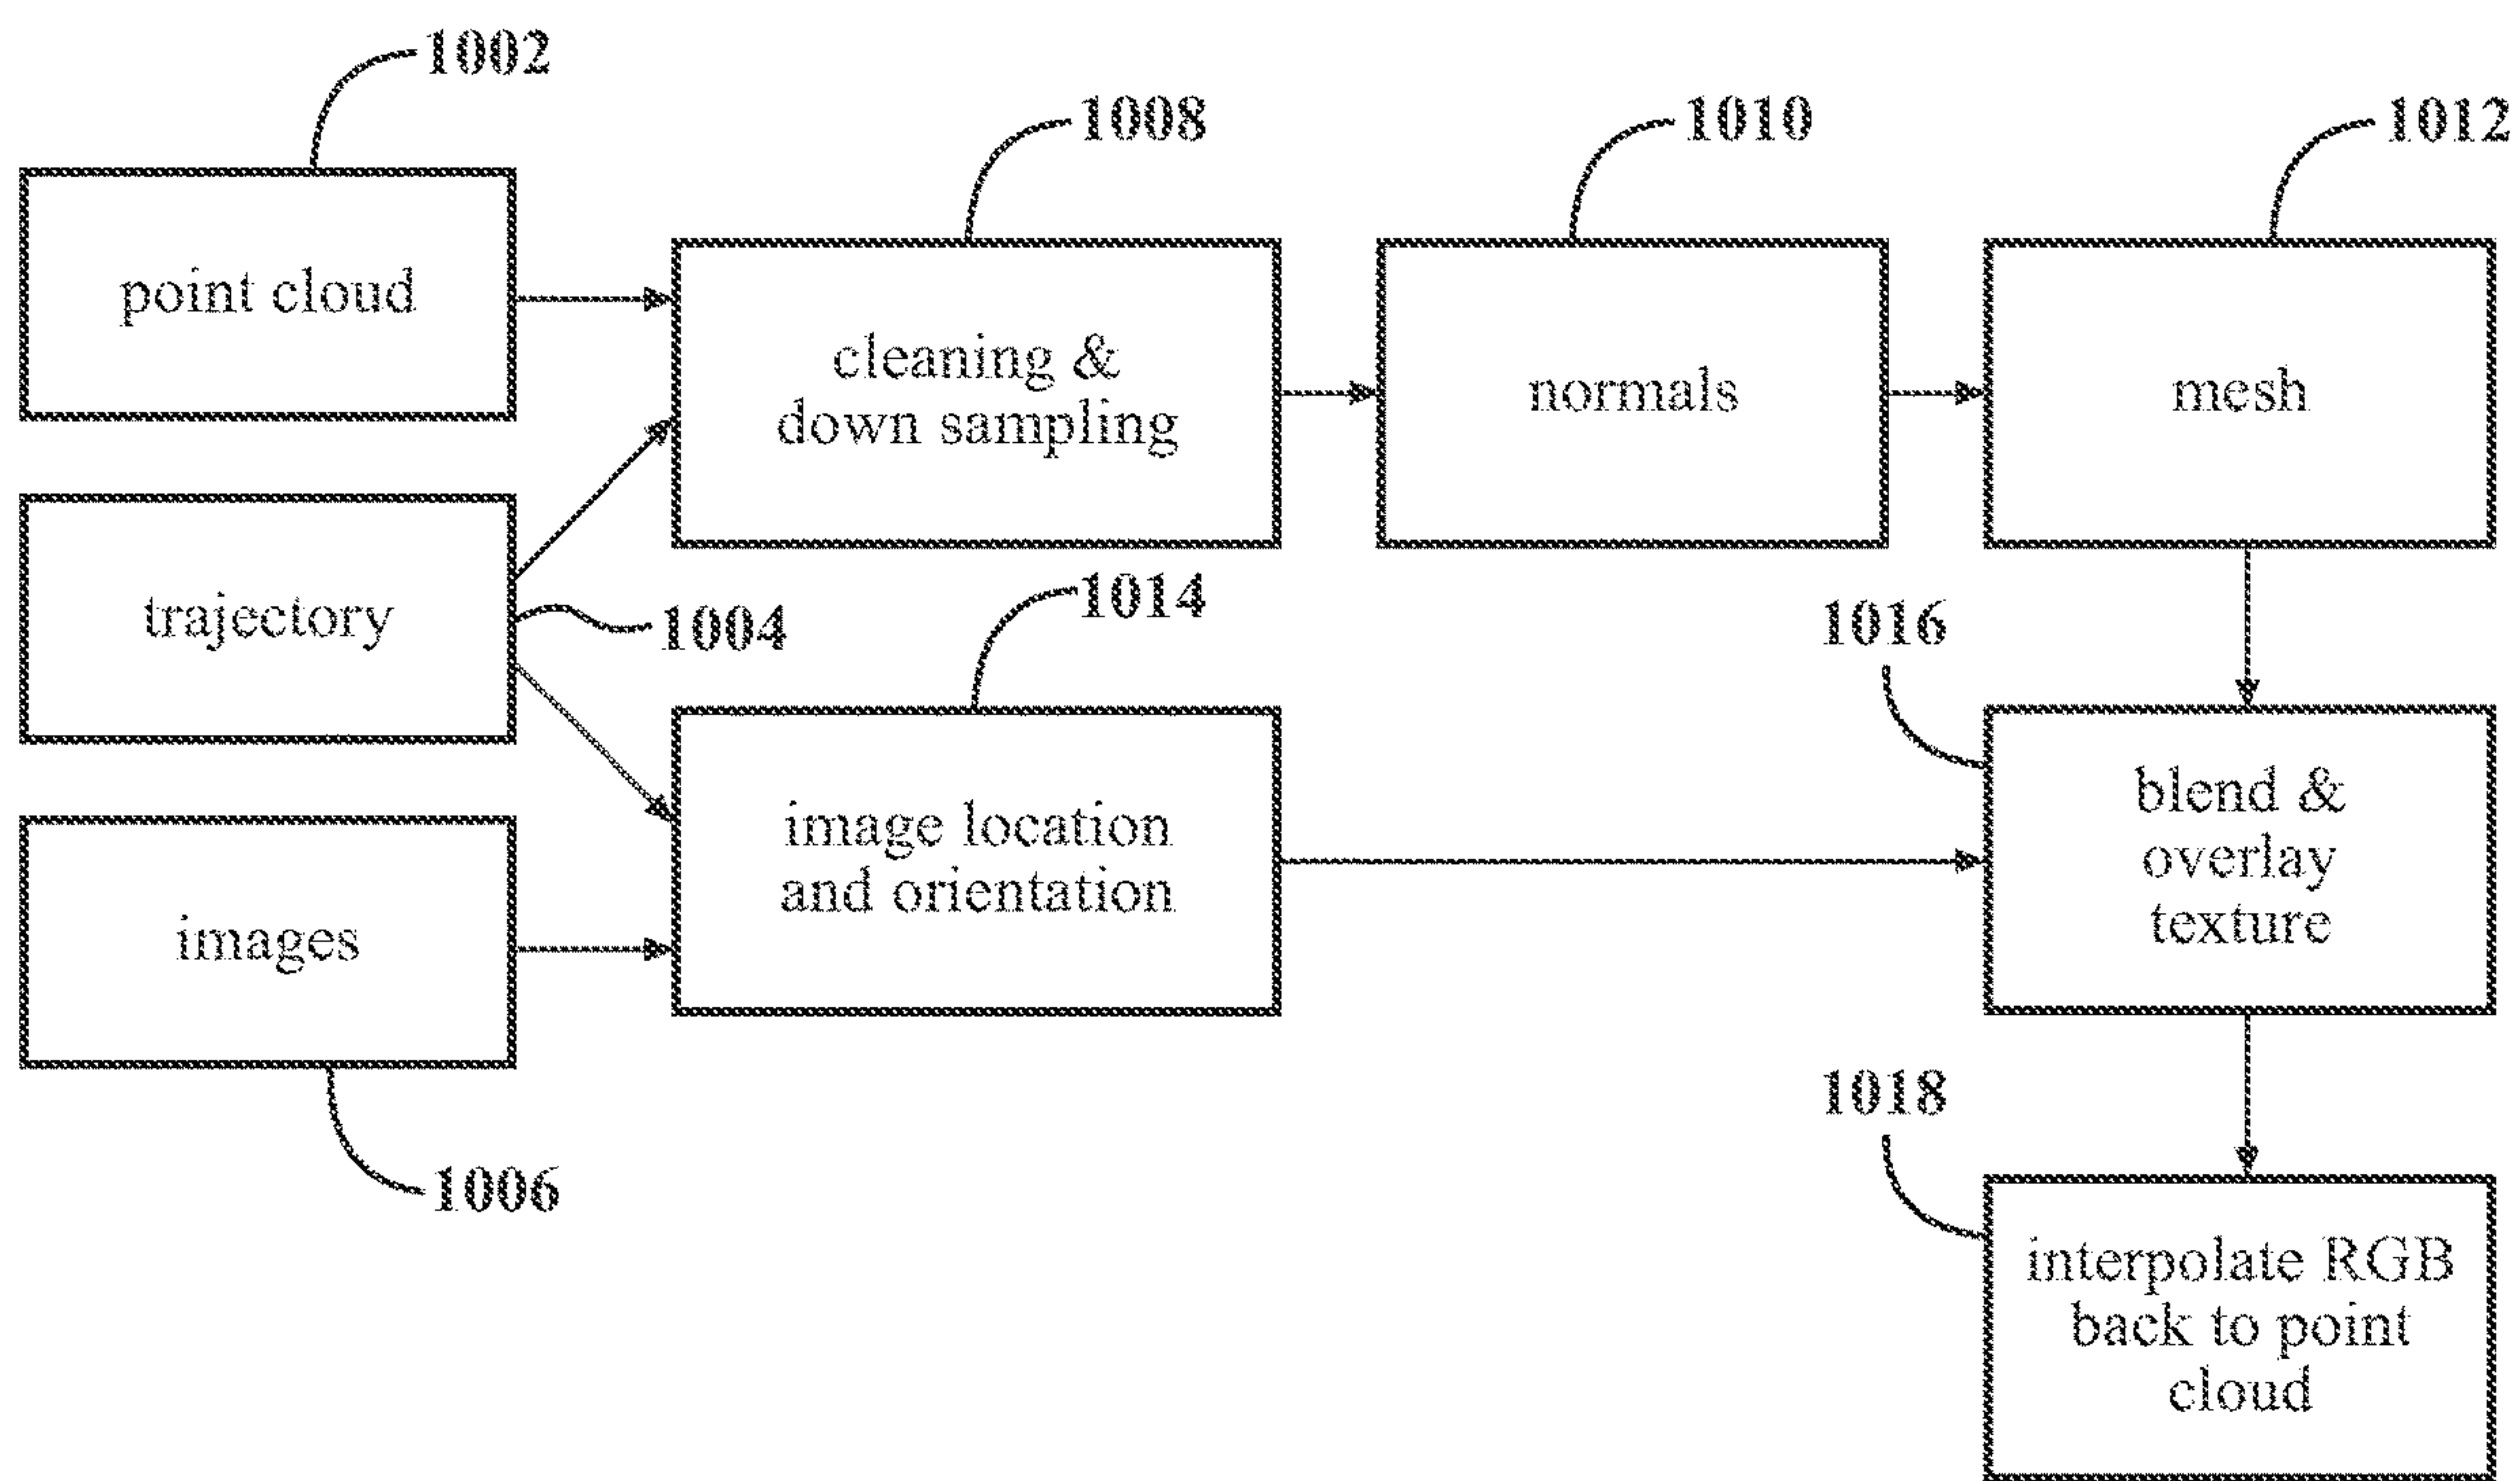 1002
1008
1010
1012
point cloud
cleaning &
down sampling
normals
mesh
trajectory
1004
1014
1016
image location
and orientation
blend &
overlay
texture
images
1006
1018
interpolate RGB
back to point
cloud